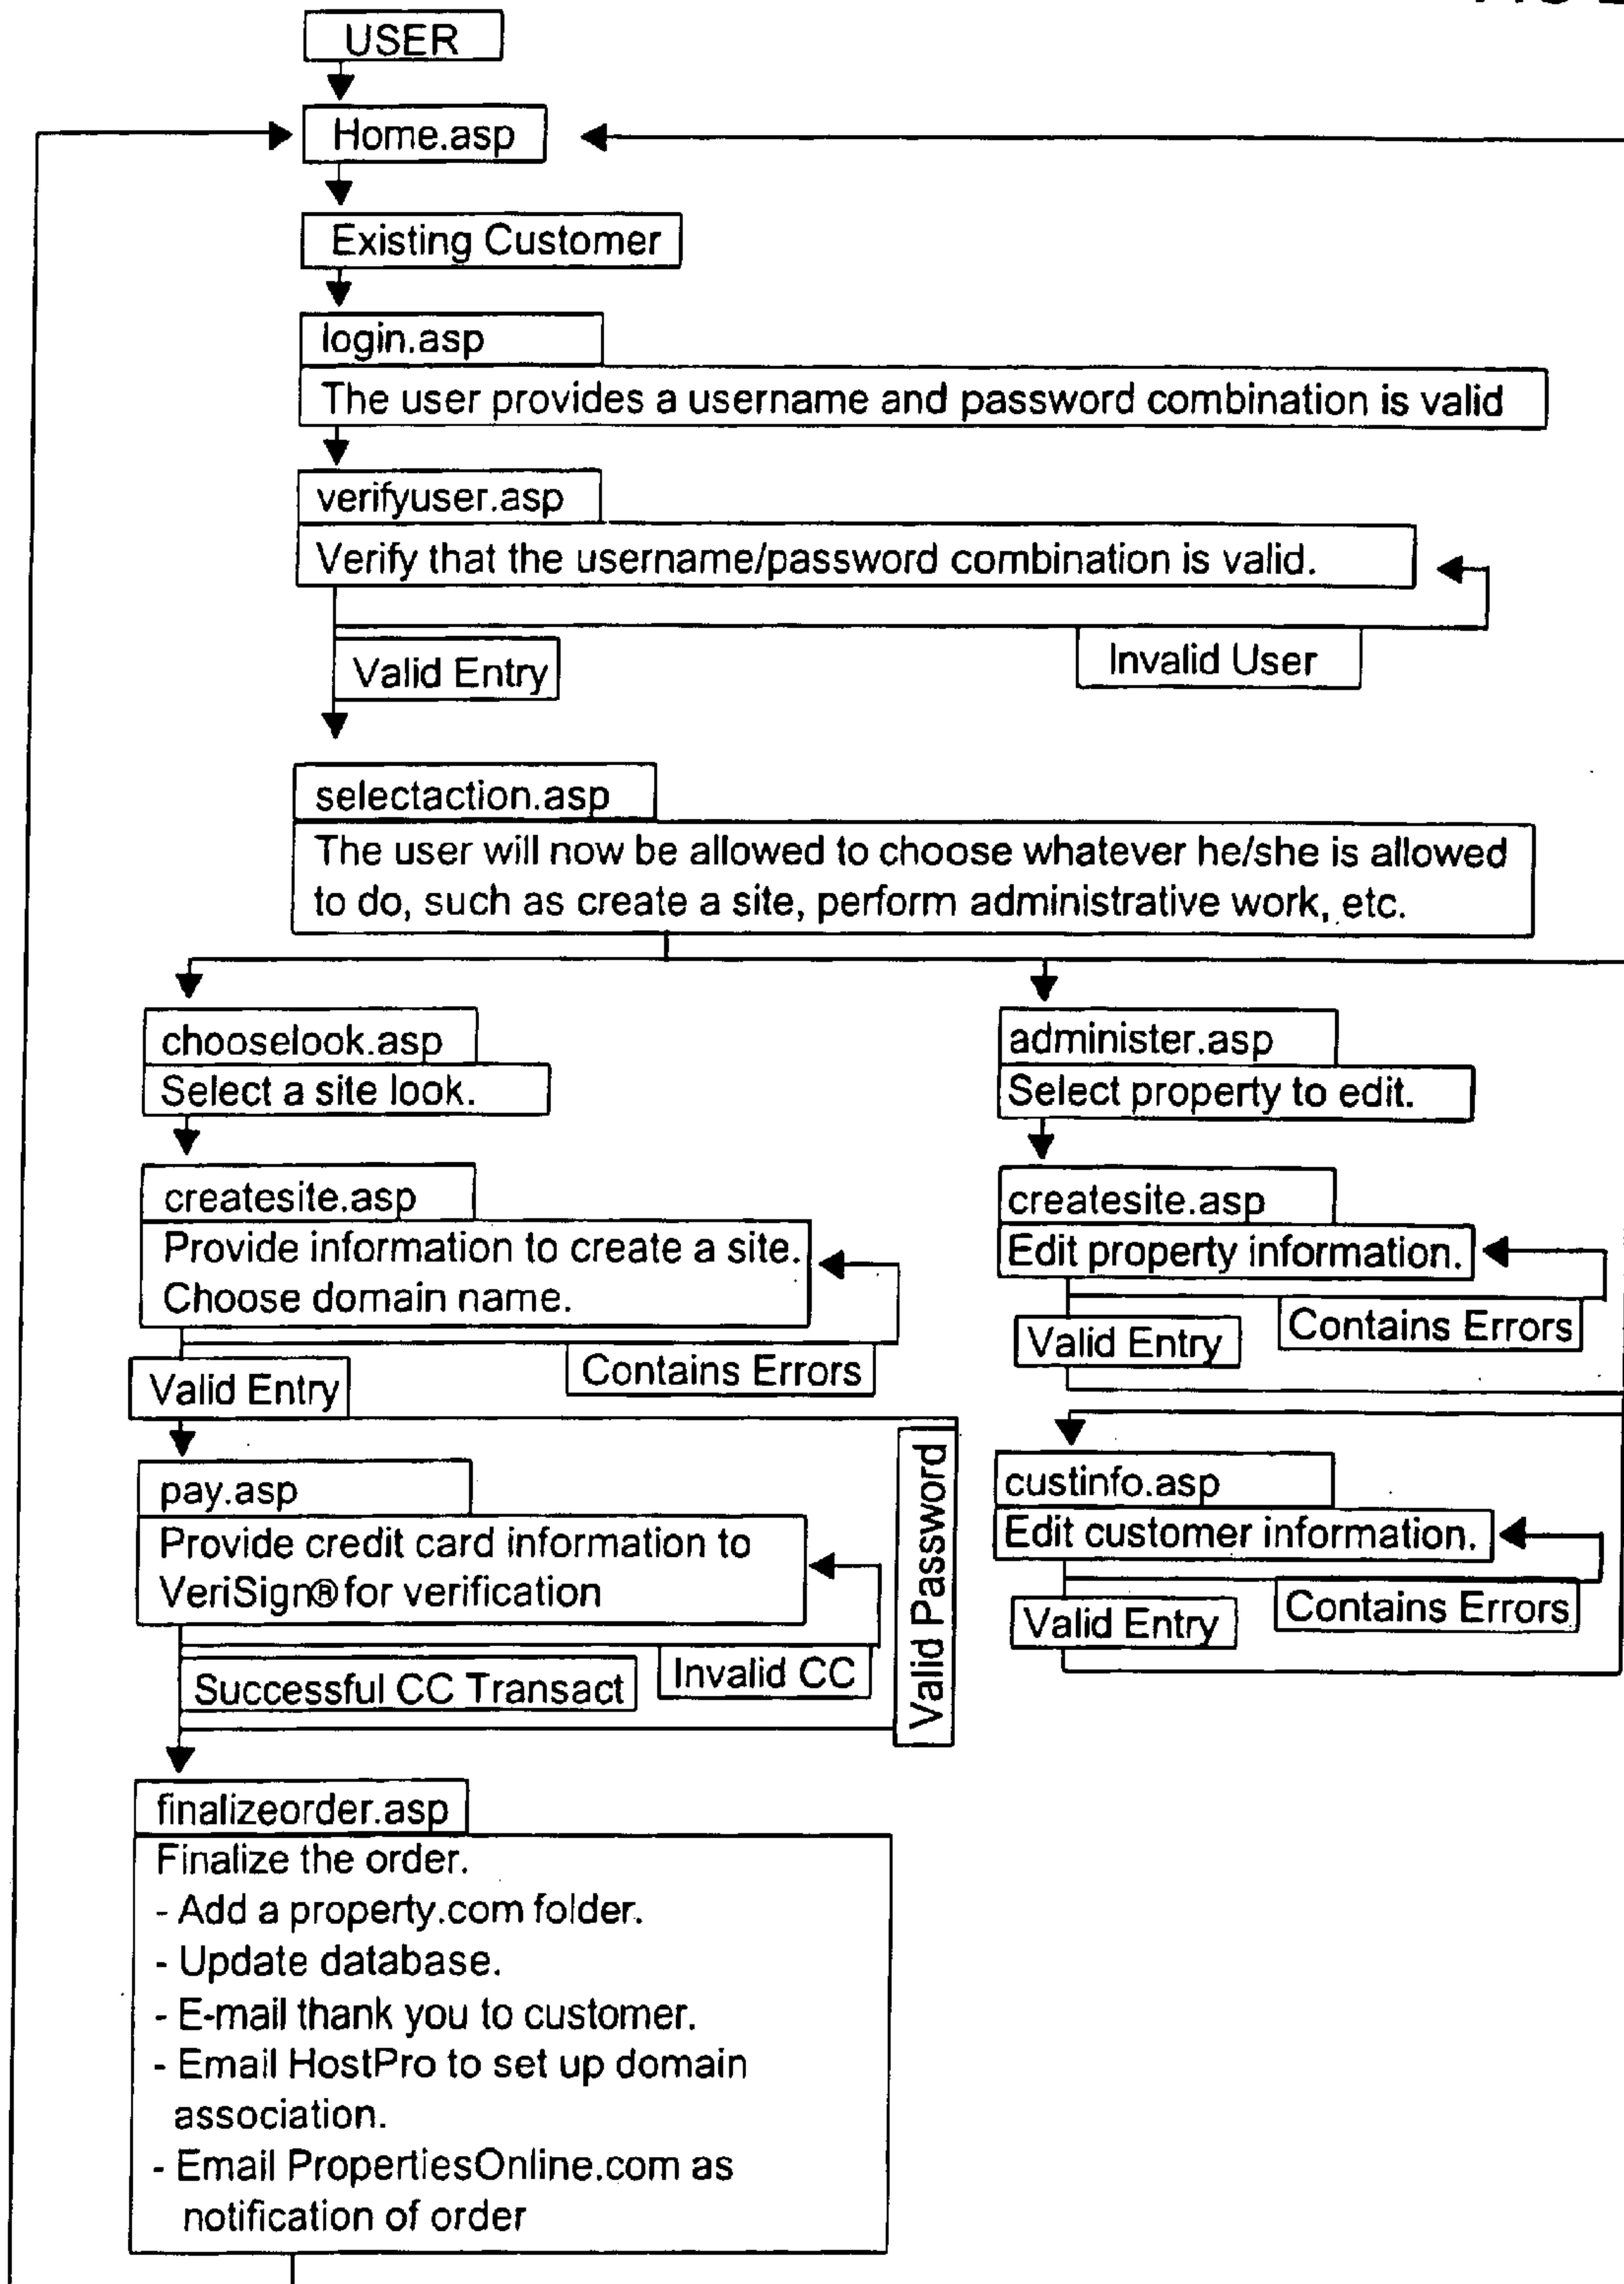 USER
Home.asp
Existing Customer
login.asp
The user provides a username and password combination is valid
verifyuser.asp
Verify that the username/password combination is valid.
Valid Entry
Invalid User
selectaction.asp
The user will now be allowed to choose whatever he/she is allowed
to do, such as create a site, perform administrative work, etc.
chooselook.asp
Select a site look.
createsite.asp
Provide information to create a site.
Choose domain name.
Contains Errors
Valid Entry
pay.asp
Provide credit card information to
VeriSign® for verification
Invalid CC
Successful CC Transact
Valid Password
finalizeorder.asp
Finalize the order.
- Add a property.com folder.
- Update database.
- E-mail thank you to customer.
- Email HostPro to set up domain
association.
- Email PropertiesOnline.com as
notification of order
administer.asp
Select property to edit.
createsite.asp
Edit property information.
Contains Errors
Valid Entry
custinfo.asp
Edit customer information.
Contains Errors
Valid Entry